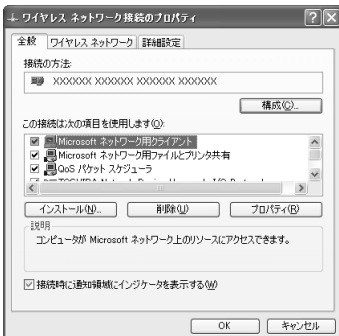 ワイヤレス ネットワーク接続のプロパティ
全般 ワイヤレス ネットワーク 詳細設定
接続の方法:
XXXXXX XXXXXX XXXXXX XXXXXX
構成(C)...
この接続は次の項目を使用します(O):
Microsoft ネットワーク用クライアント
Microsoft ネットワーク用ファイルとプリンタ共有
QoS パケット スケジューラ
インストール(N)... 削除(U) プロパティ(R)
説明
コンピュータが Microsoft ネットワーク上のリソースにアクセスできます。
接続時に通知領域にインジケータを表示する(W)
OK キャンセル